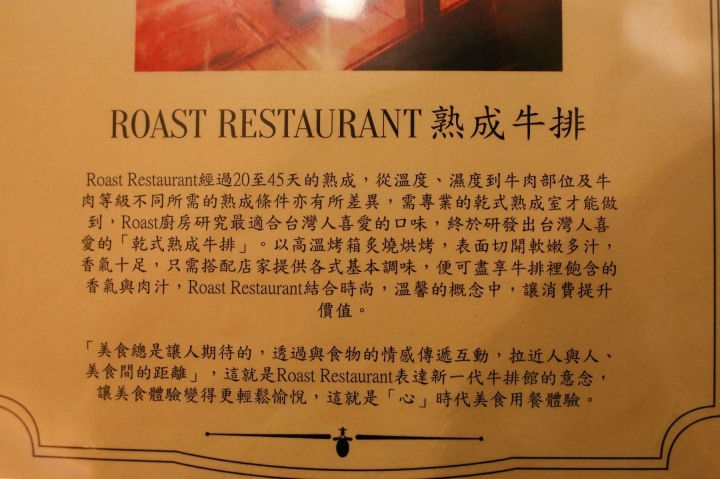 ROAST RESTAURANT 熟成牛排
Roast Restaurant經過20至45天的熟成，從溫度、濕度到牛肉部位及牛
肉等級不同所需的熟成條件亦有所差異，需專業的乾式熟成室才能做
到，Roast廚房研究最適合台灣人喜愛的口味，終於研發出台灣人喜
愛的「乾式熟成牛排」。以高溫烤箱炙燒烘烤，表面切開軟嫩多汁，
香氣十足，只需搭配店家提供各式基本調味，便可盡享牛排裡飽含的
香氣與肉汁，Roast Restaurant結合時尚，溫馨的概念中，讓消費提升
價值。
「美食總是讓人期待的，透過與食物的情感傳遞互動，拉近人與人、
美食間的距離」，這就是Roast Restaurant表達新一代牛排館的意念，
讓美食體驗變得更輕鬆愉悅，這就是「心」時代美食用餐體驗。